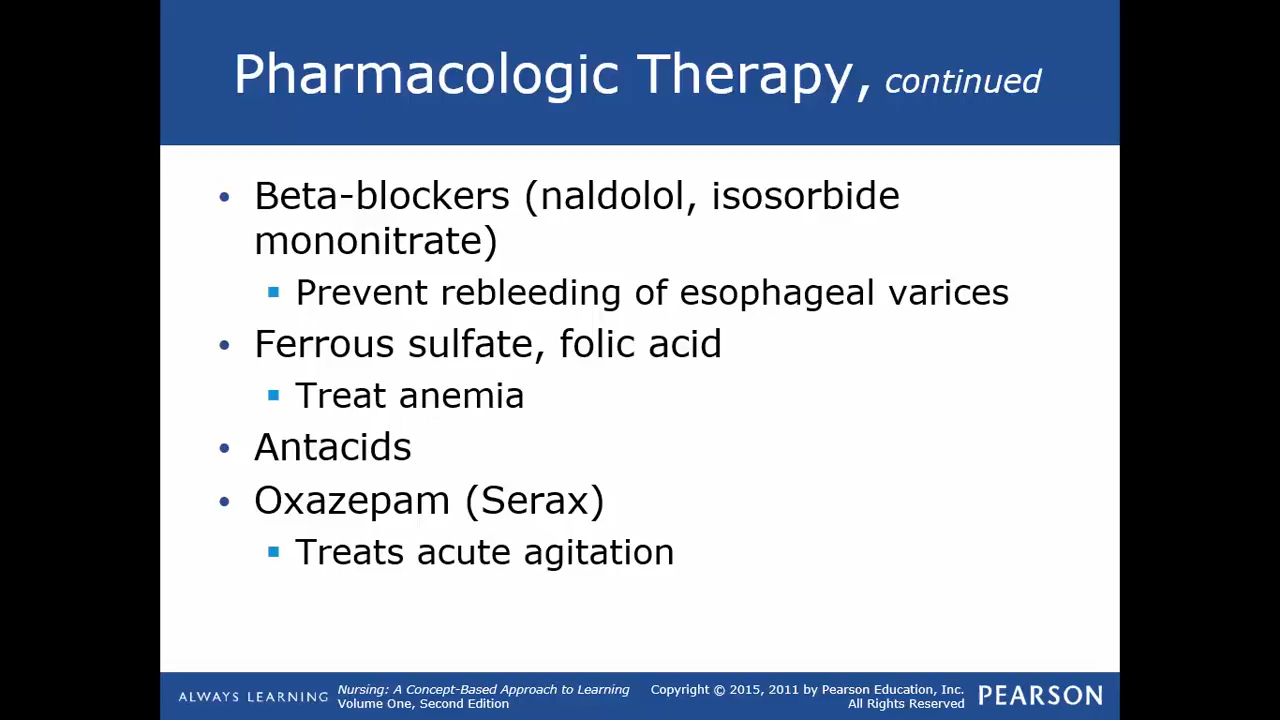 Pharmacologic Therapy, continued
• Beta-blockers (naldolol, isosorbide
mononitrate)
▪ Prevent rebleeding of esophageal varices
• Ferrous sulfate, folic acid
▪ Treat anemia
• Antacids
• Oxazepam (Serax)
▪ Treats acute agitation
ALWAYS LEARNING
Nursing: A Concept-Based Approach to Learning
Volume One, Second Edition
Copyright © 2015, 2011 by Pearson Education, Inc.
All Rights Reserved
PEARSON